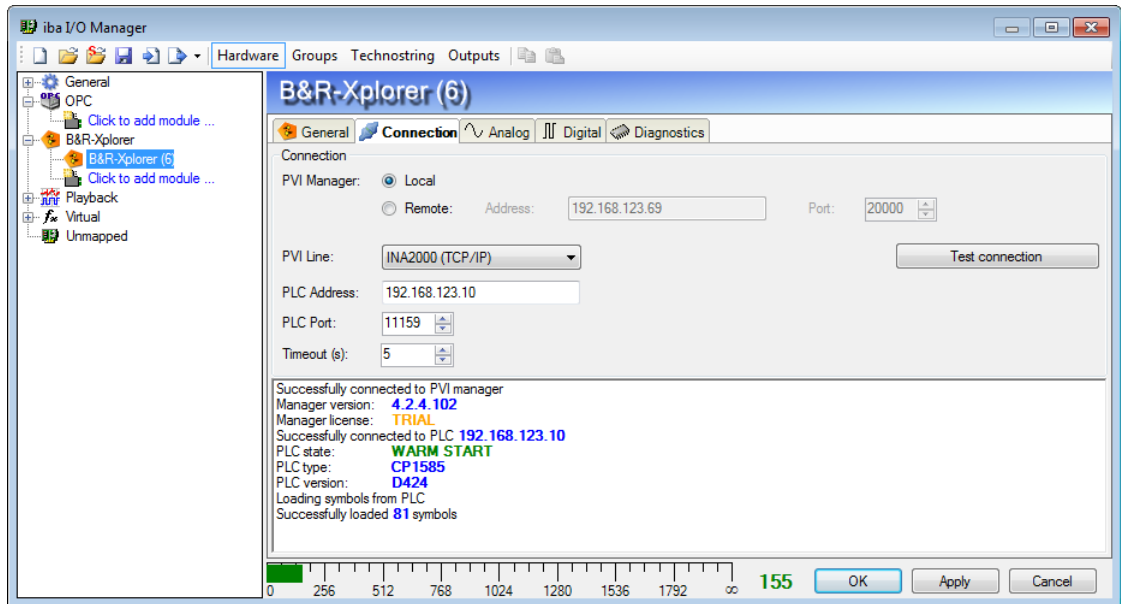 iba I/O Manager
Hardware Groups Technostring Outputs
General
OPC
Click to add module ...
B&R-Xplorer
B&R-Xplorer (6)
Click to add module ...
Playback
Virtual
Unmapped
B&R-Xplorer (6)
General Connection Analog Digital Diagnostics
Connection
PVI Manager: Local
Remote: Address: 192.168.123.69 Port: 20000
PVI Line: INA2000 (TCP/IP) Test connection
PLC Address: 192.168.123.10
PLC Port: 11159
Timeout (s): 5
Successfully connected to PVI manager
Manager version: 4.2.4.102
Manager license: TRIAL
Successfully connected to PLC 192.168.123.10
PLC state: WARM START
PLC type: CP1585
PLC version: D424
Loading symbols from PLC
Successfully loaded 81 symbols
0 256 512 768 1024 1280 1536 1792 ∞ 155 OK Apply Cancel